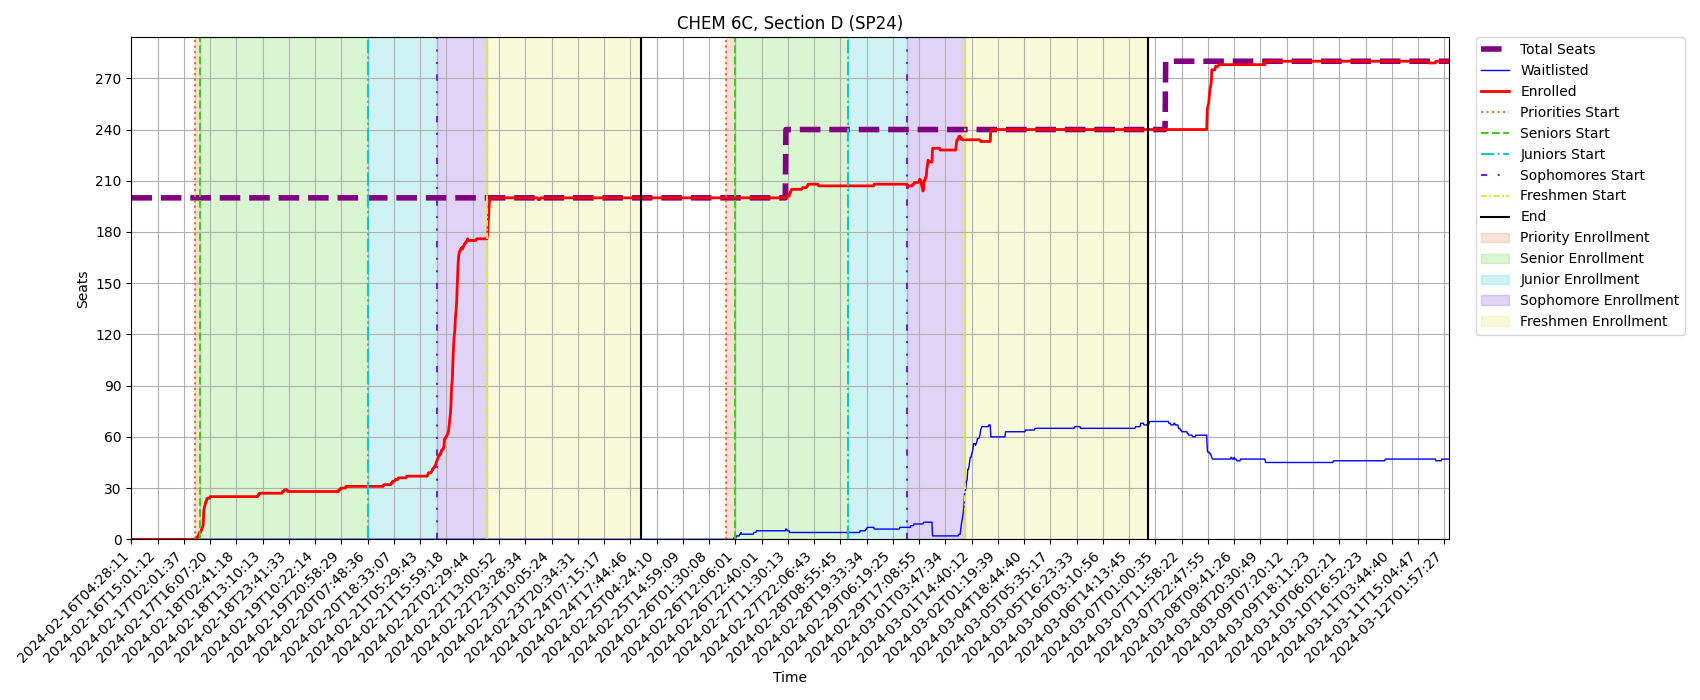 CHEM 6C, Section D (SP24)
Seats
270
240
210
180
150
120
90
60
30
0
2024-02-16T04:28:11
2024-02-16T15:01:12
2024-02-17T02:01:37
2024-02-17T16:07:20
2024-02-18T02:41:18
2024-02-18T13:10:13
2024-02-18T23:41:33
2024-02-19T10:22:14
2024-02-19T20:58:29
2024-02-20T07:48:36
2024-02-20T18:33:07
2024-02-21T05:29:43
2024-02-21T15:59:18
2024-02-22T02:29:44
2024-02-22T13:00:52
2024-02-22T23:28:34
2024-02-23T10:05:24
2024-02-23T20:34:31
2024-02-24T07:15:17
2024-02-24T17:44:46
2024-02-25T04:24:10
2024-02-25T14:59:09
2024-02-26T01:30:09
2024-02-26T12:06:01
2024-02-26T22:40:01
2024-02-27T11:30:13
2024-02-27T22:06:43
2024-02-28T08:55:45
2024-02-28T19:33:34
2024-02-29T06:19:25
2024-02-29T17:08:55
2024-03-01T03:47:34
2024-03-01T14:40:12
2024-03-02T01:19:39
2024-03-04T18:44:40
2024-03-05T05:35:17
2024-03-05T16:23:33
2024-03-06T03:10:56
2024-03-06T14:13:45
2024-03-07T01:00:35
2024-03-07T11:58:22
2024-03-07T22:47:55
2024-03-08T09:41:26
2024-03-08T20:30:49
2024-03-09T07:20:12
2024-03-09T18:11:23
2024-03-10T06:02:21
2024-03-10T16:52:23
2024-03-11T03:44:40
2024-03-11T15:04:47
2024-03-12T01:57:27
Time
Total Seats
Waitlisted
Enrolled
Priorities Start
Seniors Start
Juniors Start
Sophomores Start
Freshmen Start
End
Priority Enrollment
Senior Enrollment
Junior Enrollment
Sophomore Enrollment
Freshmen Enrollment